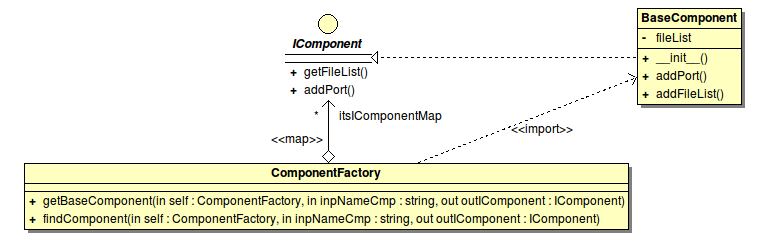 BaseComponent
- fileList
+ __init__()
+ addPort()
+ addFileList()
IComponent
+ getFileList()
+ addPort()
* itsIComponentMap
<<map>>
<<import>>
ComponentFactory
+ getBaseComponent(in self : ComponentFactory, in inpNameCmp : string, out outIComponent : IComponent)
+ findComponent(in self : ComponentFactory, in inpNameCmp : string, out outIComponent : IComponent)